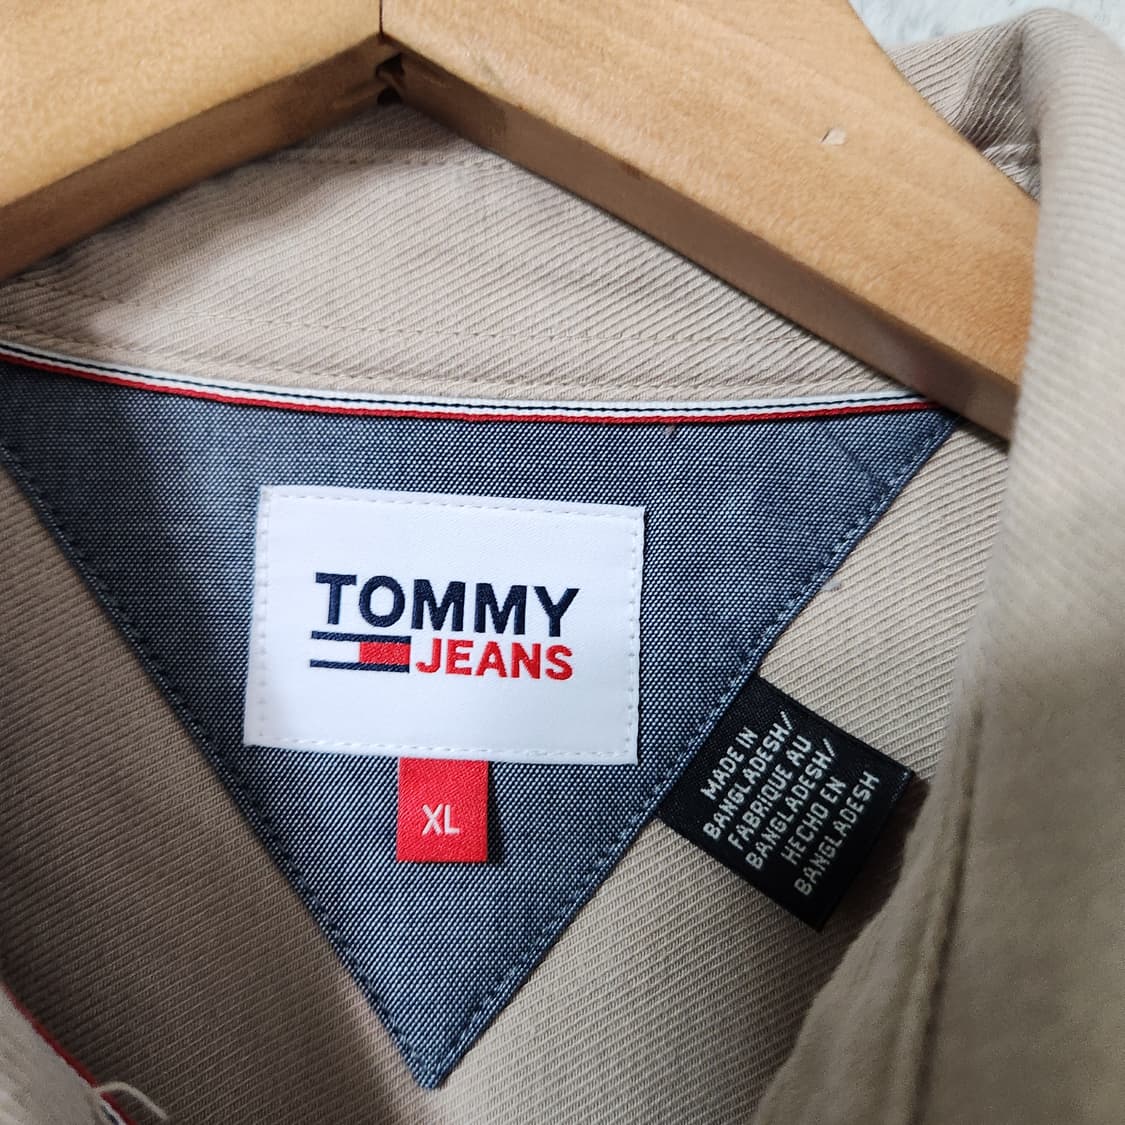 TOMMY
JEANS
XL
MADE IN
BANGLADESH/
FABRIQUE AU
BANGLADESH/
HECHO EN
BANGLADESH